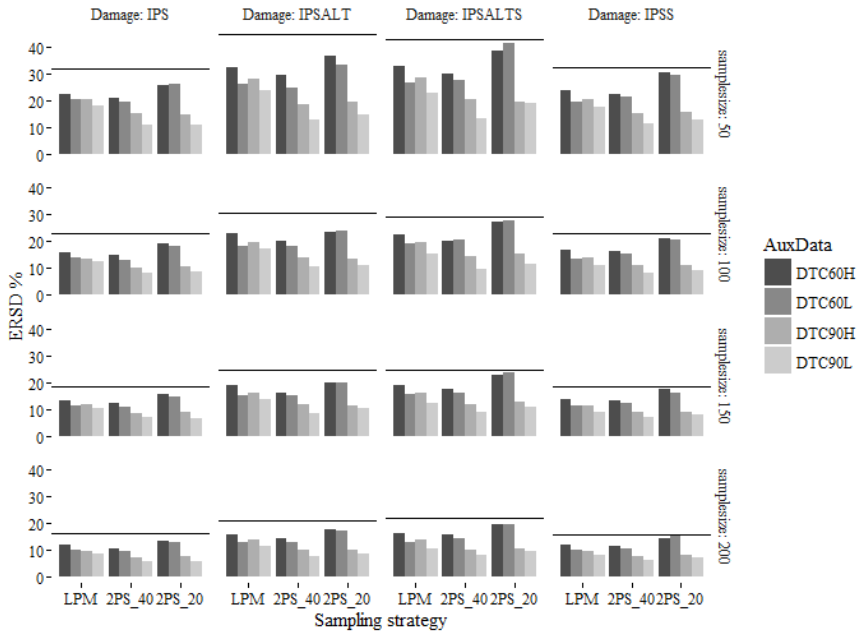 Damage: IPS
Damage: IPSALT
Damage: IPSALTS
Damage: IPSS
40
30
20
10
0
samplesize: 50
40
30
20
10
0
samplesize: 100
40
30
20
10
0
samplesize: 150
40
30
20
10
0
samplesize: 200
ERSD %
LPM 2PS_40 2PS_20
LPM 2PS_40 2PS_20
LPM 2PS_40 2PS_20
LPM 2PS_40 2PS_20
Sampling strategy
AuxData
DTC60H
DTC60L
DTC90H
DTC90L